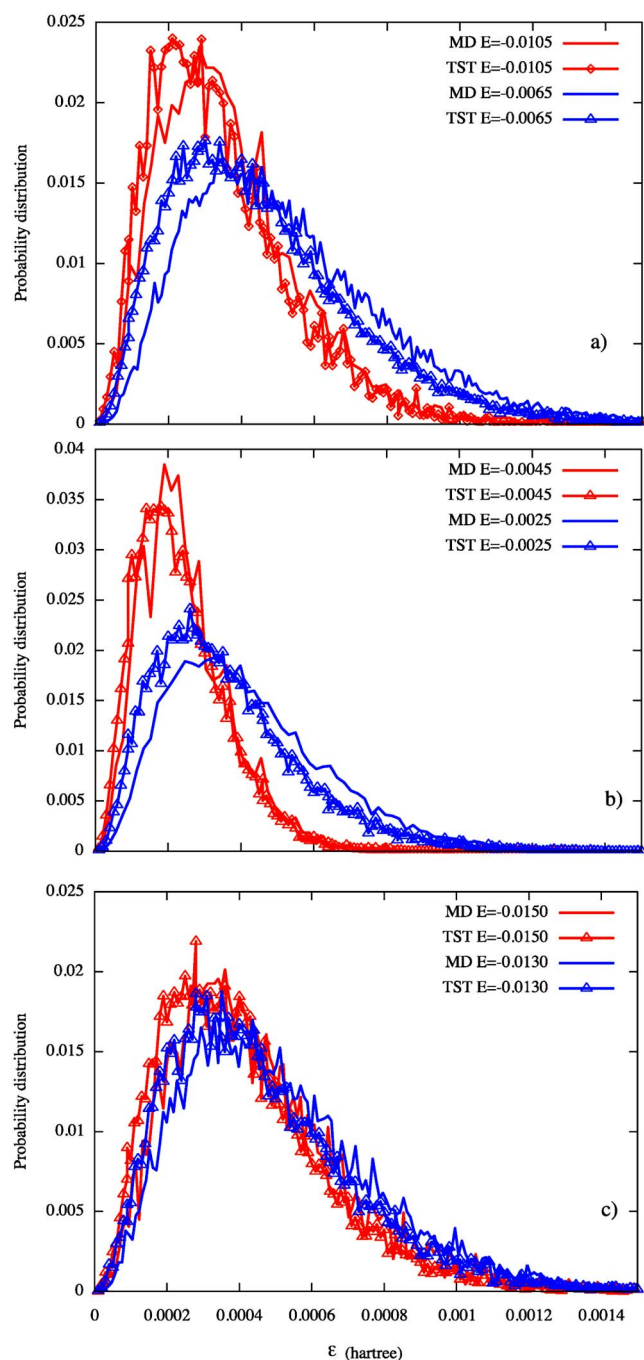 0.025
0.02
0.015
0.01
0.005
0
Probability distribution
MD E=-0.0105
TST E=-0.0105
MD E=-0.0065
TST E=-0.0065
a)
0.04
0.035
0.03
0.025
0.02
0.015
0.01
0.005
0
Probability distribution
MD E=-0.0045
TST E=-0.0045
MD E=-0.0025
TST E=-0.0025
b)
0.025
0.02
0.015
0.01
0.005
0
Probability distribution
MD E=-0.0150
TST E=-0.0150
MD E=-0.0130
TST E=-0.0130
c)
0 0.0002 0.0004 0.0006 0.0008 0.001 0.0012 0.0014
ε (hartree)